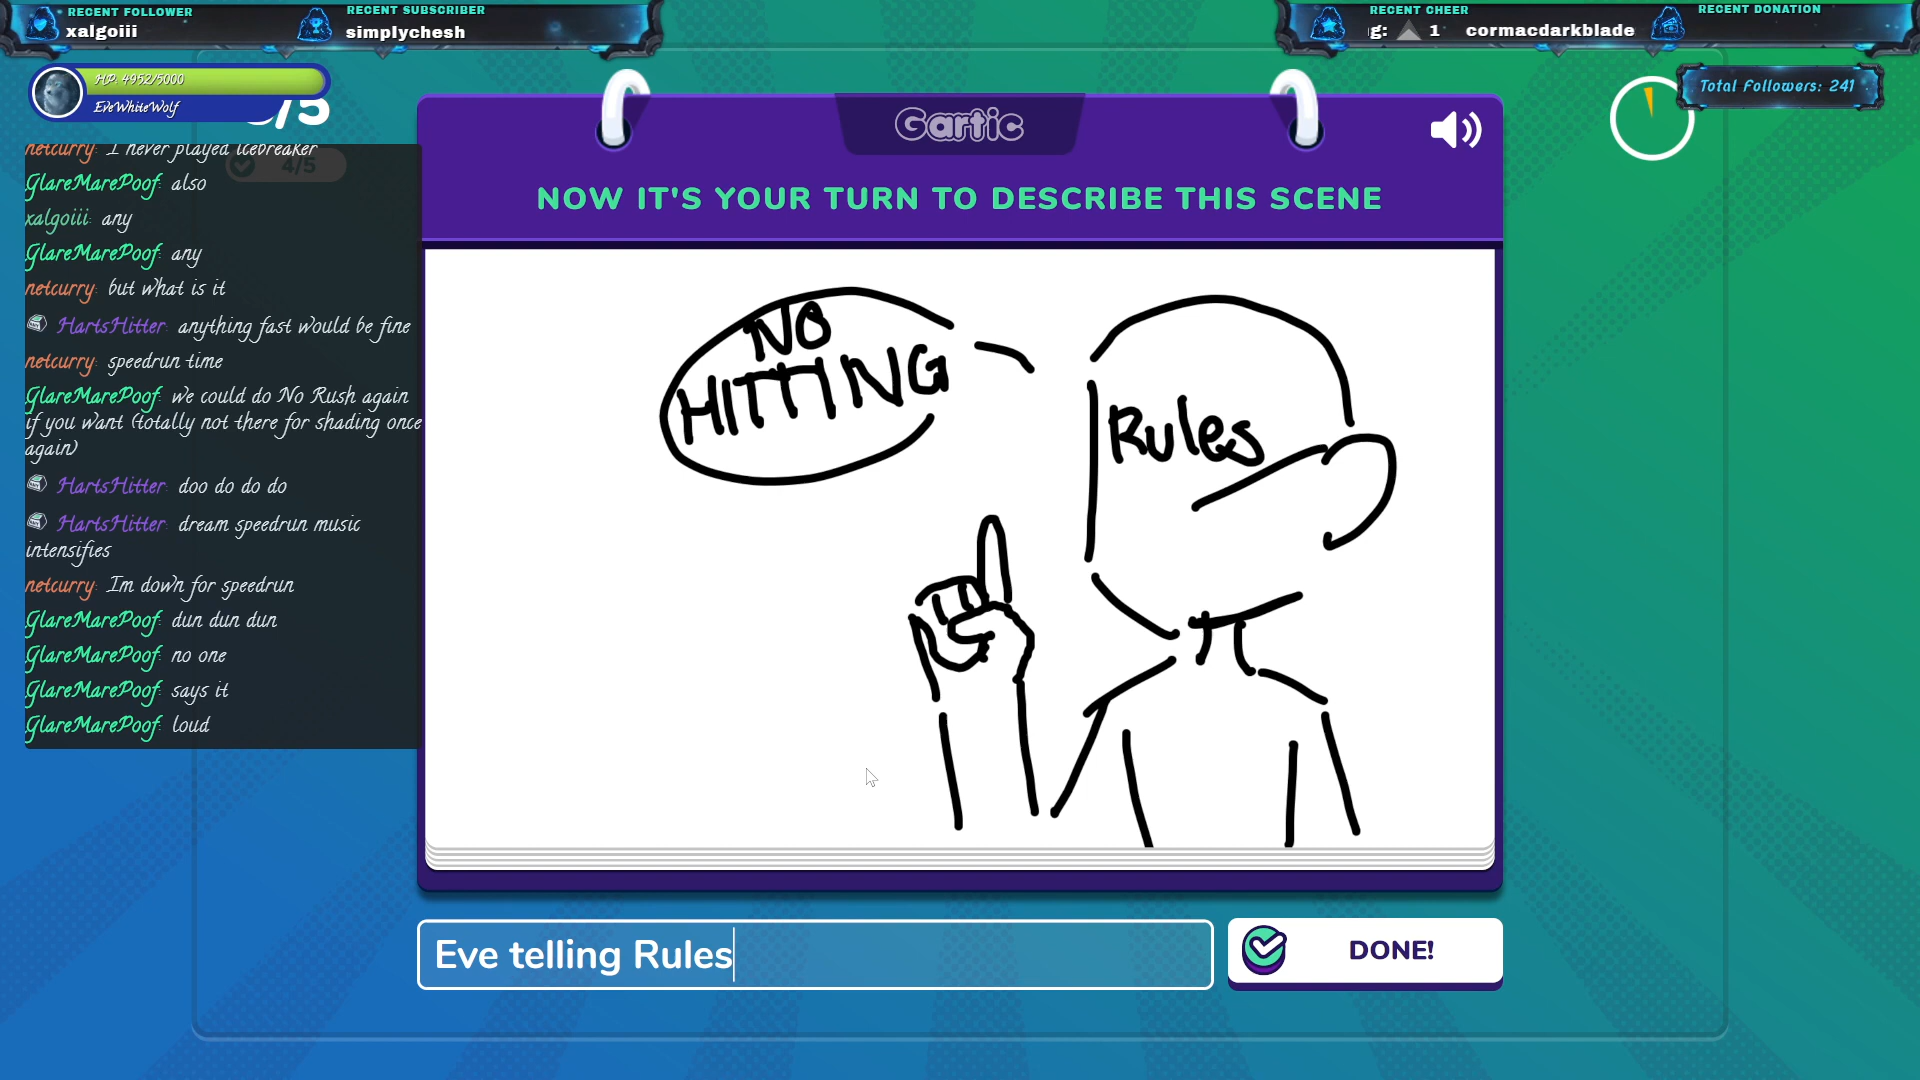 RECENT FOLLOWER
xalgoiii
RECENT SUBSCRIBER
simplychesh
RECENT CHEER
g: 1 cormacdarkblade
RECENT DONATION
HP: 4952/5000
EveWhiteWolf
/5
Total Followers: 241
Gartic
4/5
NOW IT'S YOUR TURN TO DESCRIBE THIS SCENE
netcurry: I never played icebreaker
GlareMarePoof: also
xalgoiii: any
GlareMarePoof: any
netcurry: but what is it
HartsHitter: anything fast would be fine
netcurry: speedrun time
GlareMarePoof: we could do No Rush again
if you want (totally not there for shading once
again)
HartsHitter: doo do do do
HartsHitter: dream speedrun music
intensifies
netcurry: Im down for speedrun
GlareMarePoof: dun dun dun
GlareMarePoof: no one
GlareMarePoof: says it
GlareMarePoof: loud
NO
HITTING
Rules
Eve telling Rules
DONE!